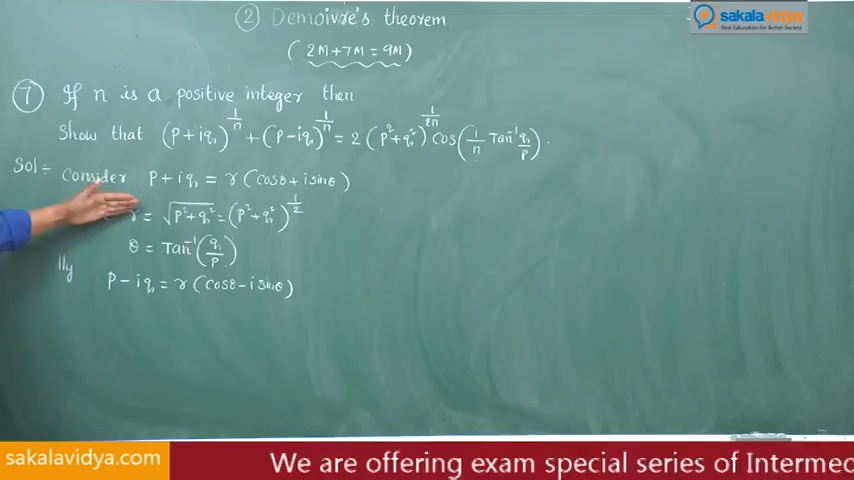 ② Demoivre's theorem
(2M+7M=9M)
sakalavidya
Best Education for Better Society
⑦ If n is a positive integer then
Show that (P+iq)^{1/n} + (P-iq)^{1/n} = 2 (P²+q²)^{1/2n} Cos(1/n Tan⁻¹ q/P).
Sol:- Consider P+iq = r(cosθ+isinθ)
r = √P²+q² = (P²+q²)^{1/2}
θ = Tan⁻¹(q/P)
llly P-iq = r(cosθ-isinθ)
sakalavidya.com
We are offering exam special series of Intermed